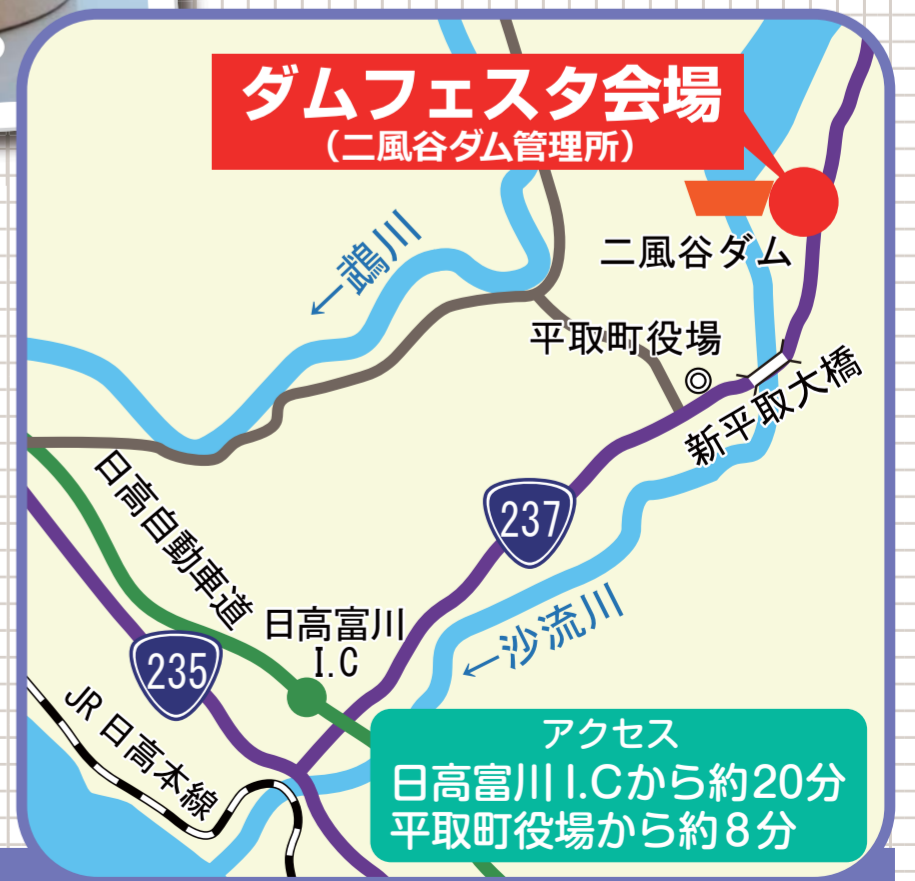 ダムフェスタ会場
（二風谷ダム管理所）
←鵡川
二風谷ダム
平取町役場
新平取大橋
237
日高自動車道
日高富川
I.C
←沙流川
235
JR 日高本線
アクセス
日高富川I.Cから約20分
平取町役場から約8分